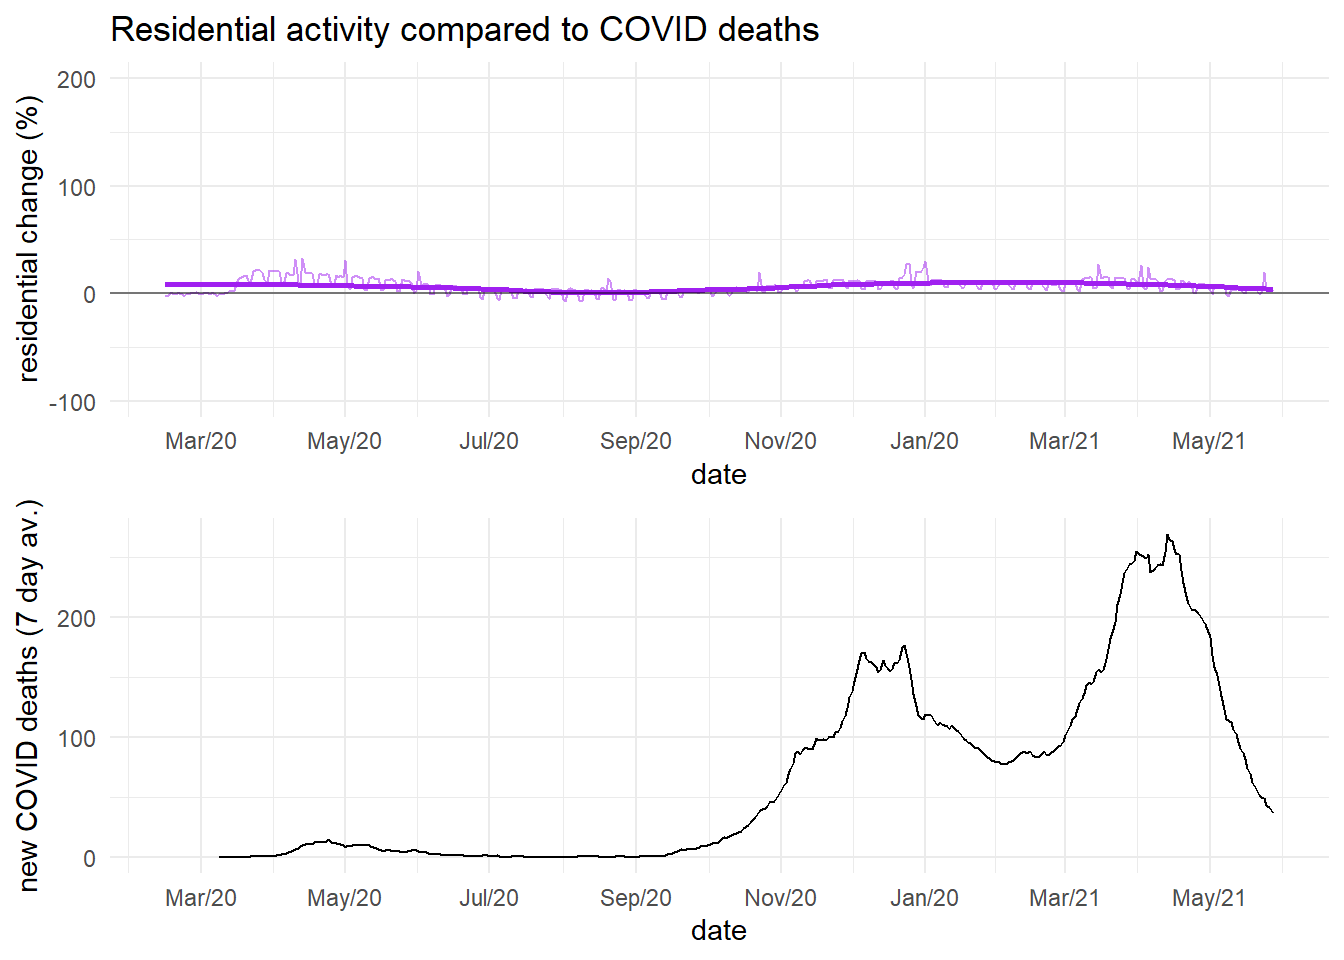 Residential activity compared to COVID deaths
residential change (%)
200
100
0
-100
Mar/20 May/20 Jul/20 Sep/20 Nov/20 Jan/20 Mar/21 May/21
date
new COVID deaths (7 day av.)
200
100
0
Mar/20 May/20 Jul/20 Sep/20 Nov/20 Jan/20 Mar/21 May/21
date